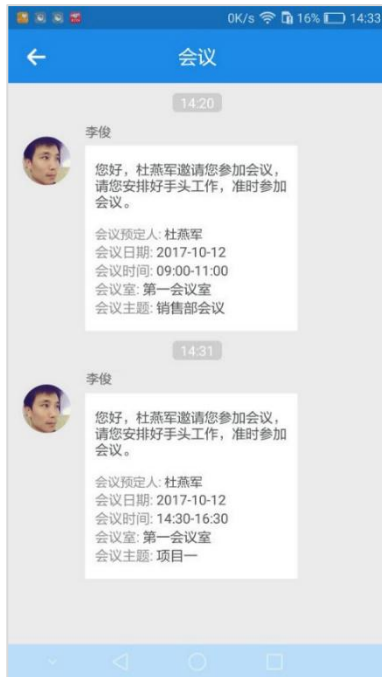 0K/s 16% 14:33
会议
14:20
李俊
您好，杜燕军邀请您参加会议，
请您安排好手头工作，准时参加
会议。
会议预定人: 杜燕军
会议日期: 2017-10-12
会议时间: 09:00-11:00
会议室: 第一会议室
会议主题: 销售部会议
14:31
李俊
您好，杜燕军邀请您参加会议，
请您安排好手头工作，准时参加
会议。
会议预定人: 杜燕军
会议日期: 2017-10-12
会议时间: 14:30-16:30
会议室: 第一会议室
会议主题: 项目一